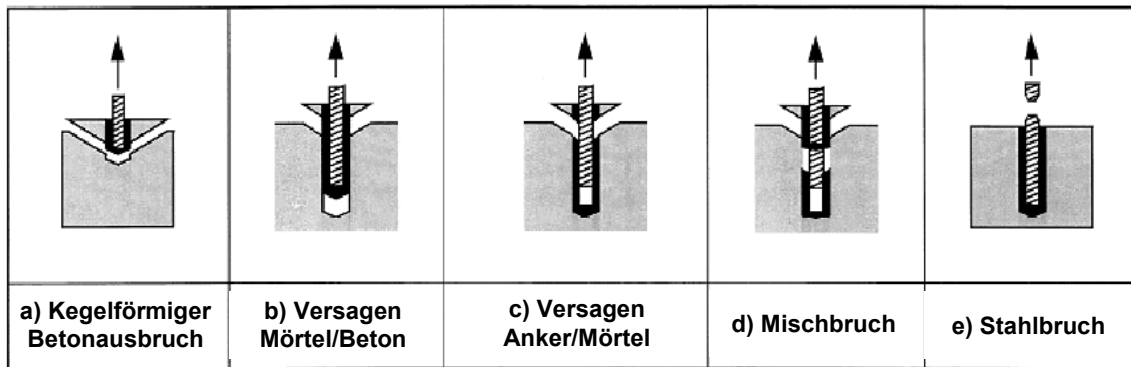 a) Kegelförmiger
Betonausbruch
b) Versagen
Mörtel/Beton
c) Versagen
Anker/Mörtel
d) Mischbruch
e) Stahlbruch